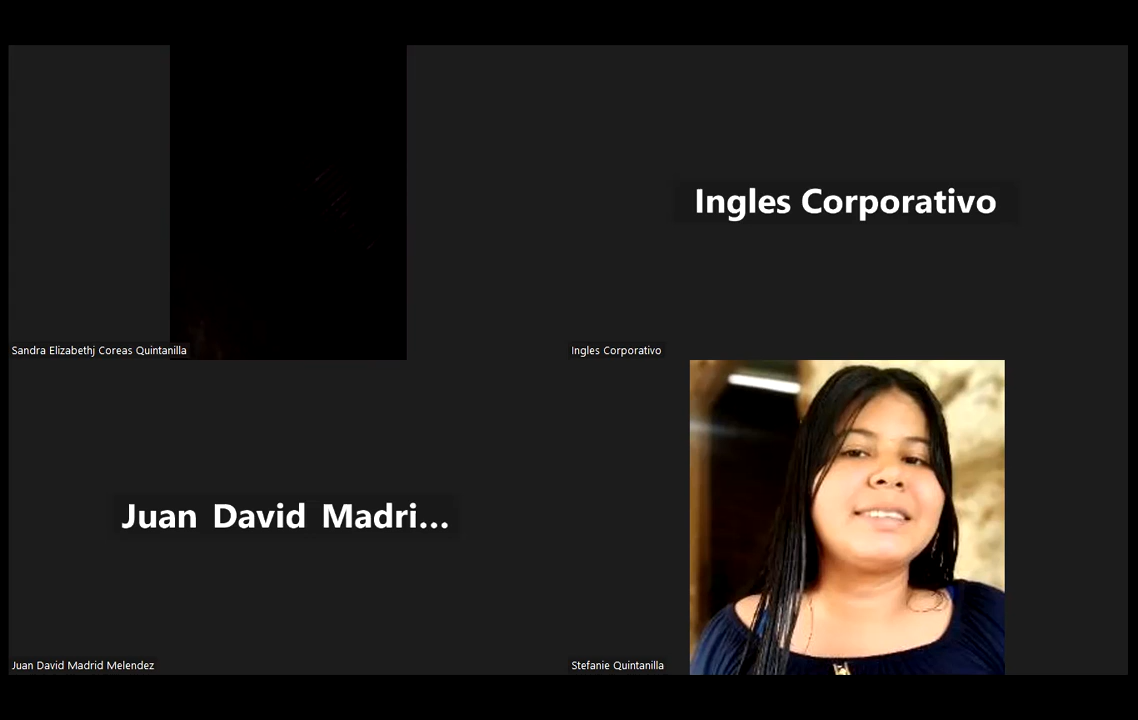 Ingles Corporativo
Sandra Elizabethj Coreas Quintanilla
Ingles Corporativo
Juan David Madri...
Juan David Madrid Melendez
Stefanie Quintanilla